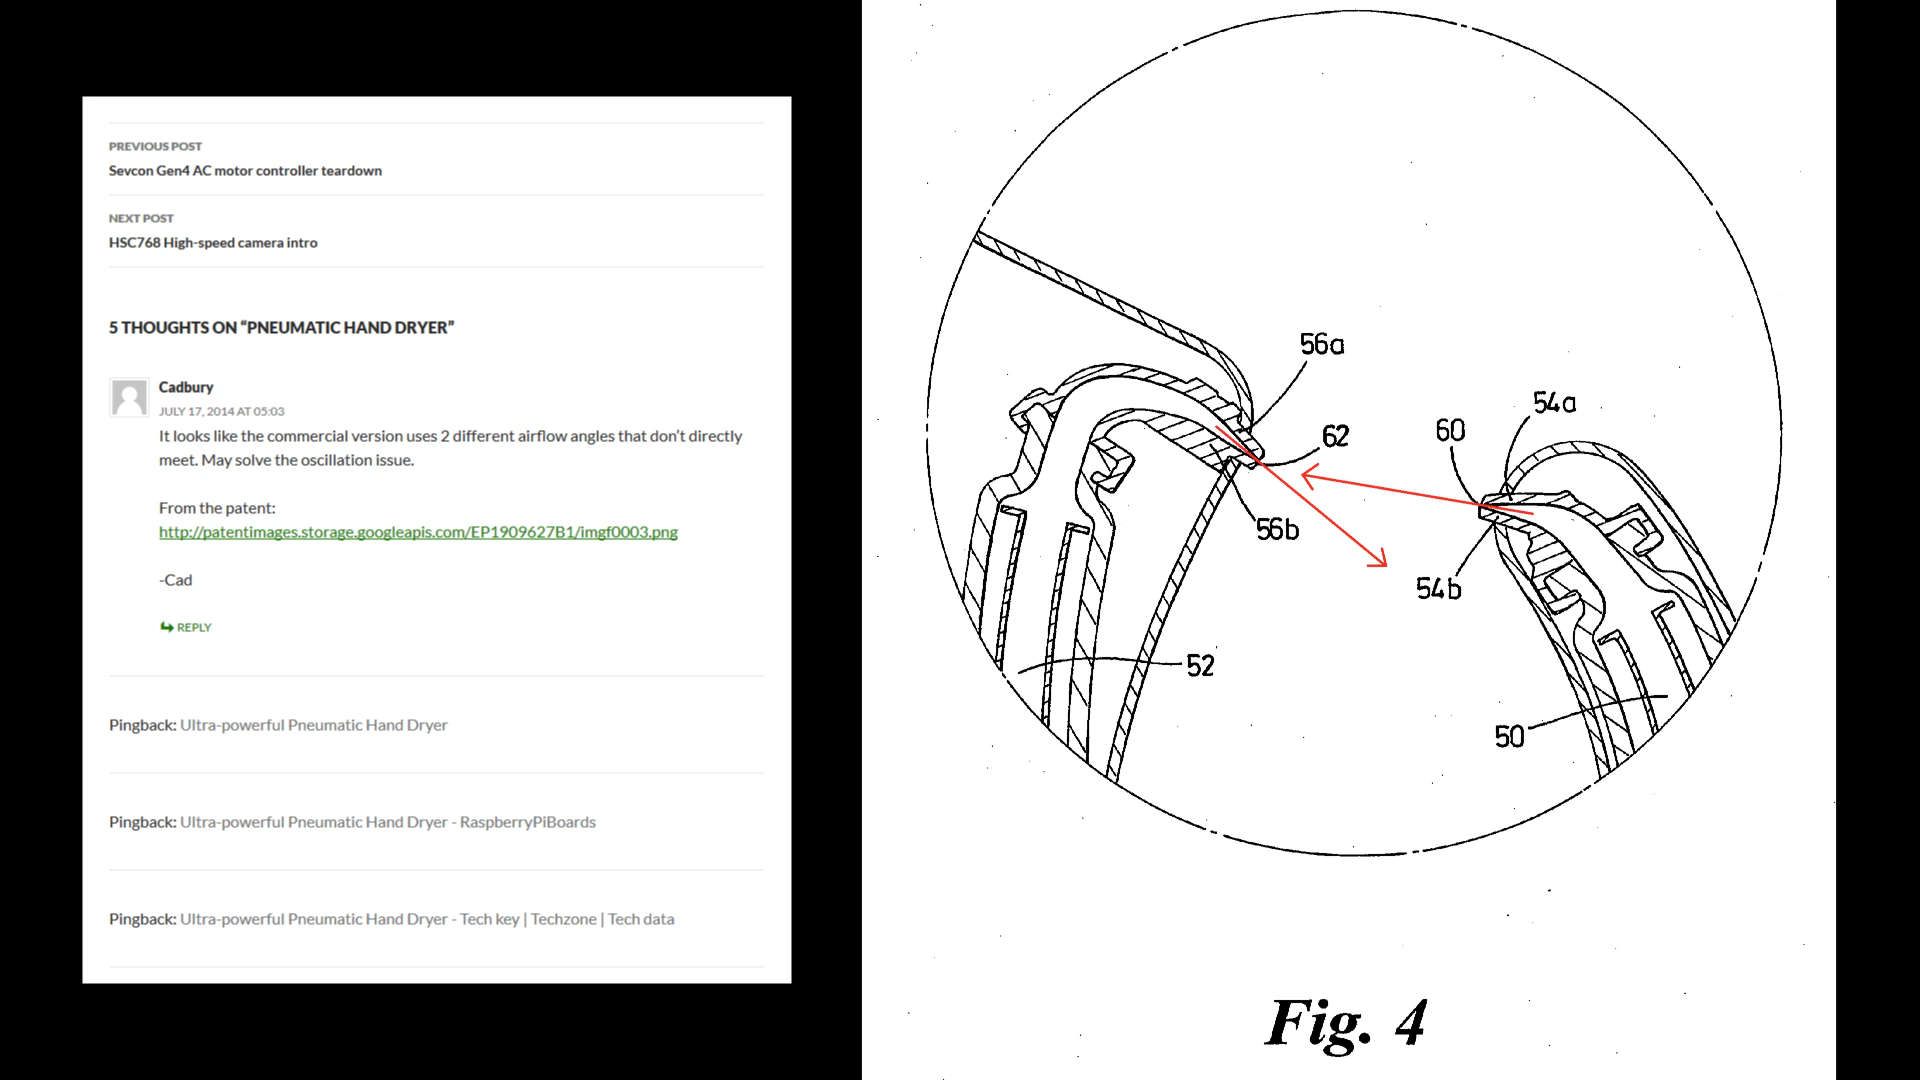 PREVIOUS POST
Sevcon Gen4 AC motor controller teardown
NEXT POST
HSC768 High-speed camera intro
5 THOUGHTS ON “PNEUMATIC HAND DRYER”
Cadbury
JULY 17, 2014 AT 05:03
It looks like the commercial version uses 2 different airflow angles that don’t directly
meet. May solve the oscillation issue.
From the patent:
http://patentimages.storage.googleapis.com/EP1909627B1/imgf0003.png
-Cad
REPLY
Pingback: Ultra-powerful Pneumatic Hand Dryer
Pingback: Ultra-powerful Pneumatic Hand Dryer - RaspberryPiBoards
Pingback: Ultra-powerful Pneumatic Hand Dryer - Tech key | Techzone | Tech data
56a
54a
62
60
56b
54b
52
50
Fig. 4